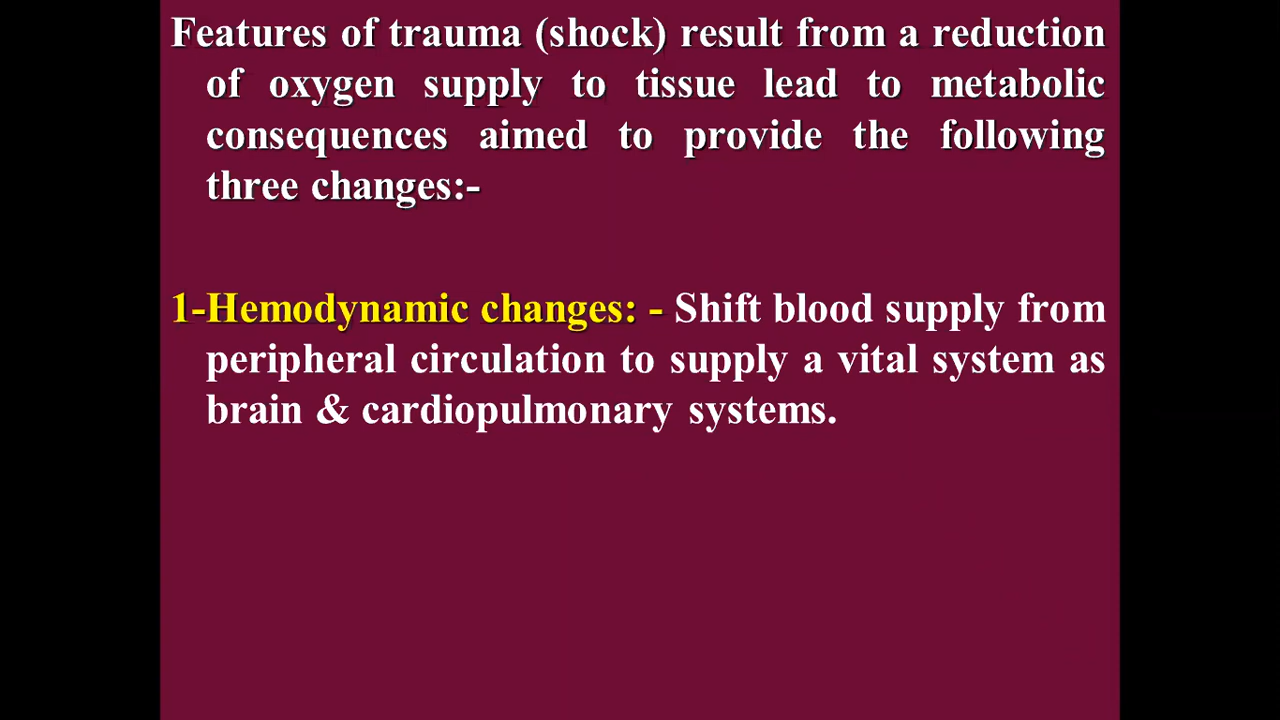 Features of trauma (shock) result from a reduction
of oxygen supply to tissue lead to metabolic
consequences aimed to provide the following
three changes:-
1-Hemodynamic changes: - Shift blood supply from
peripheral circulation to supply a vital system as
brain & cardiopulmonary systems.